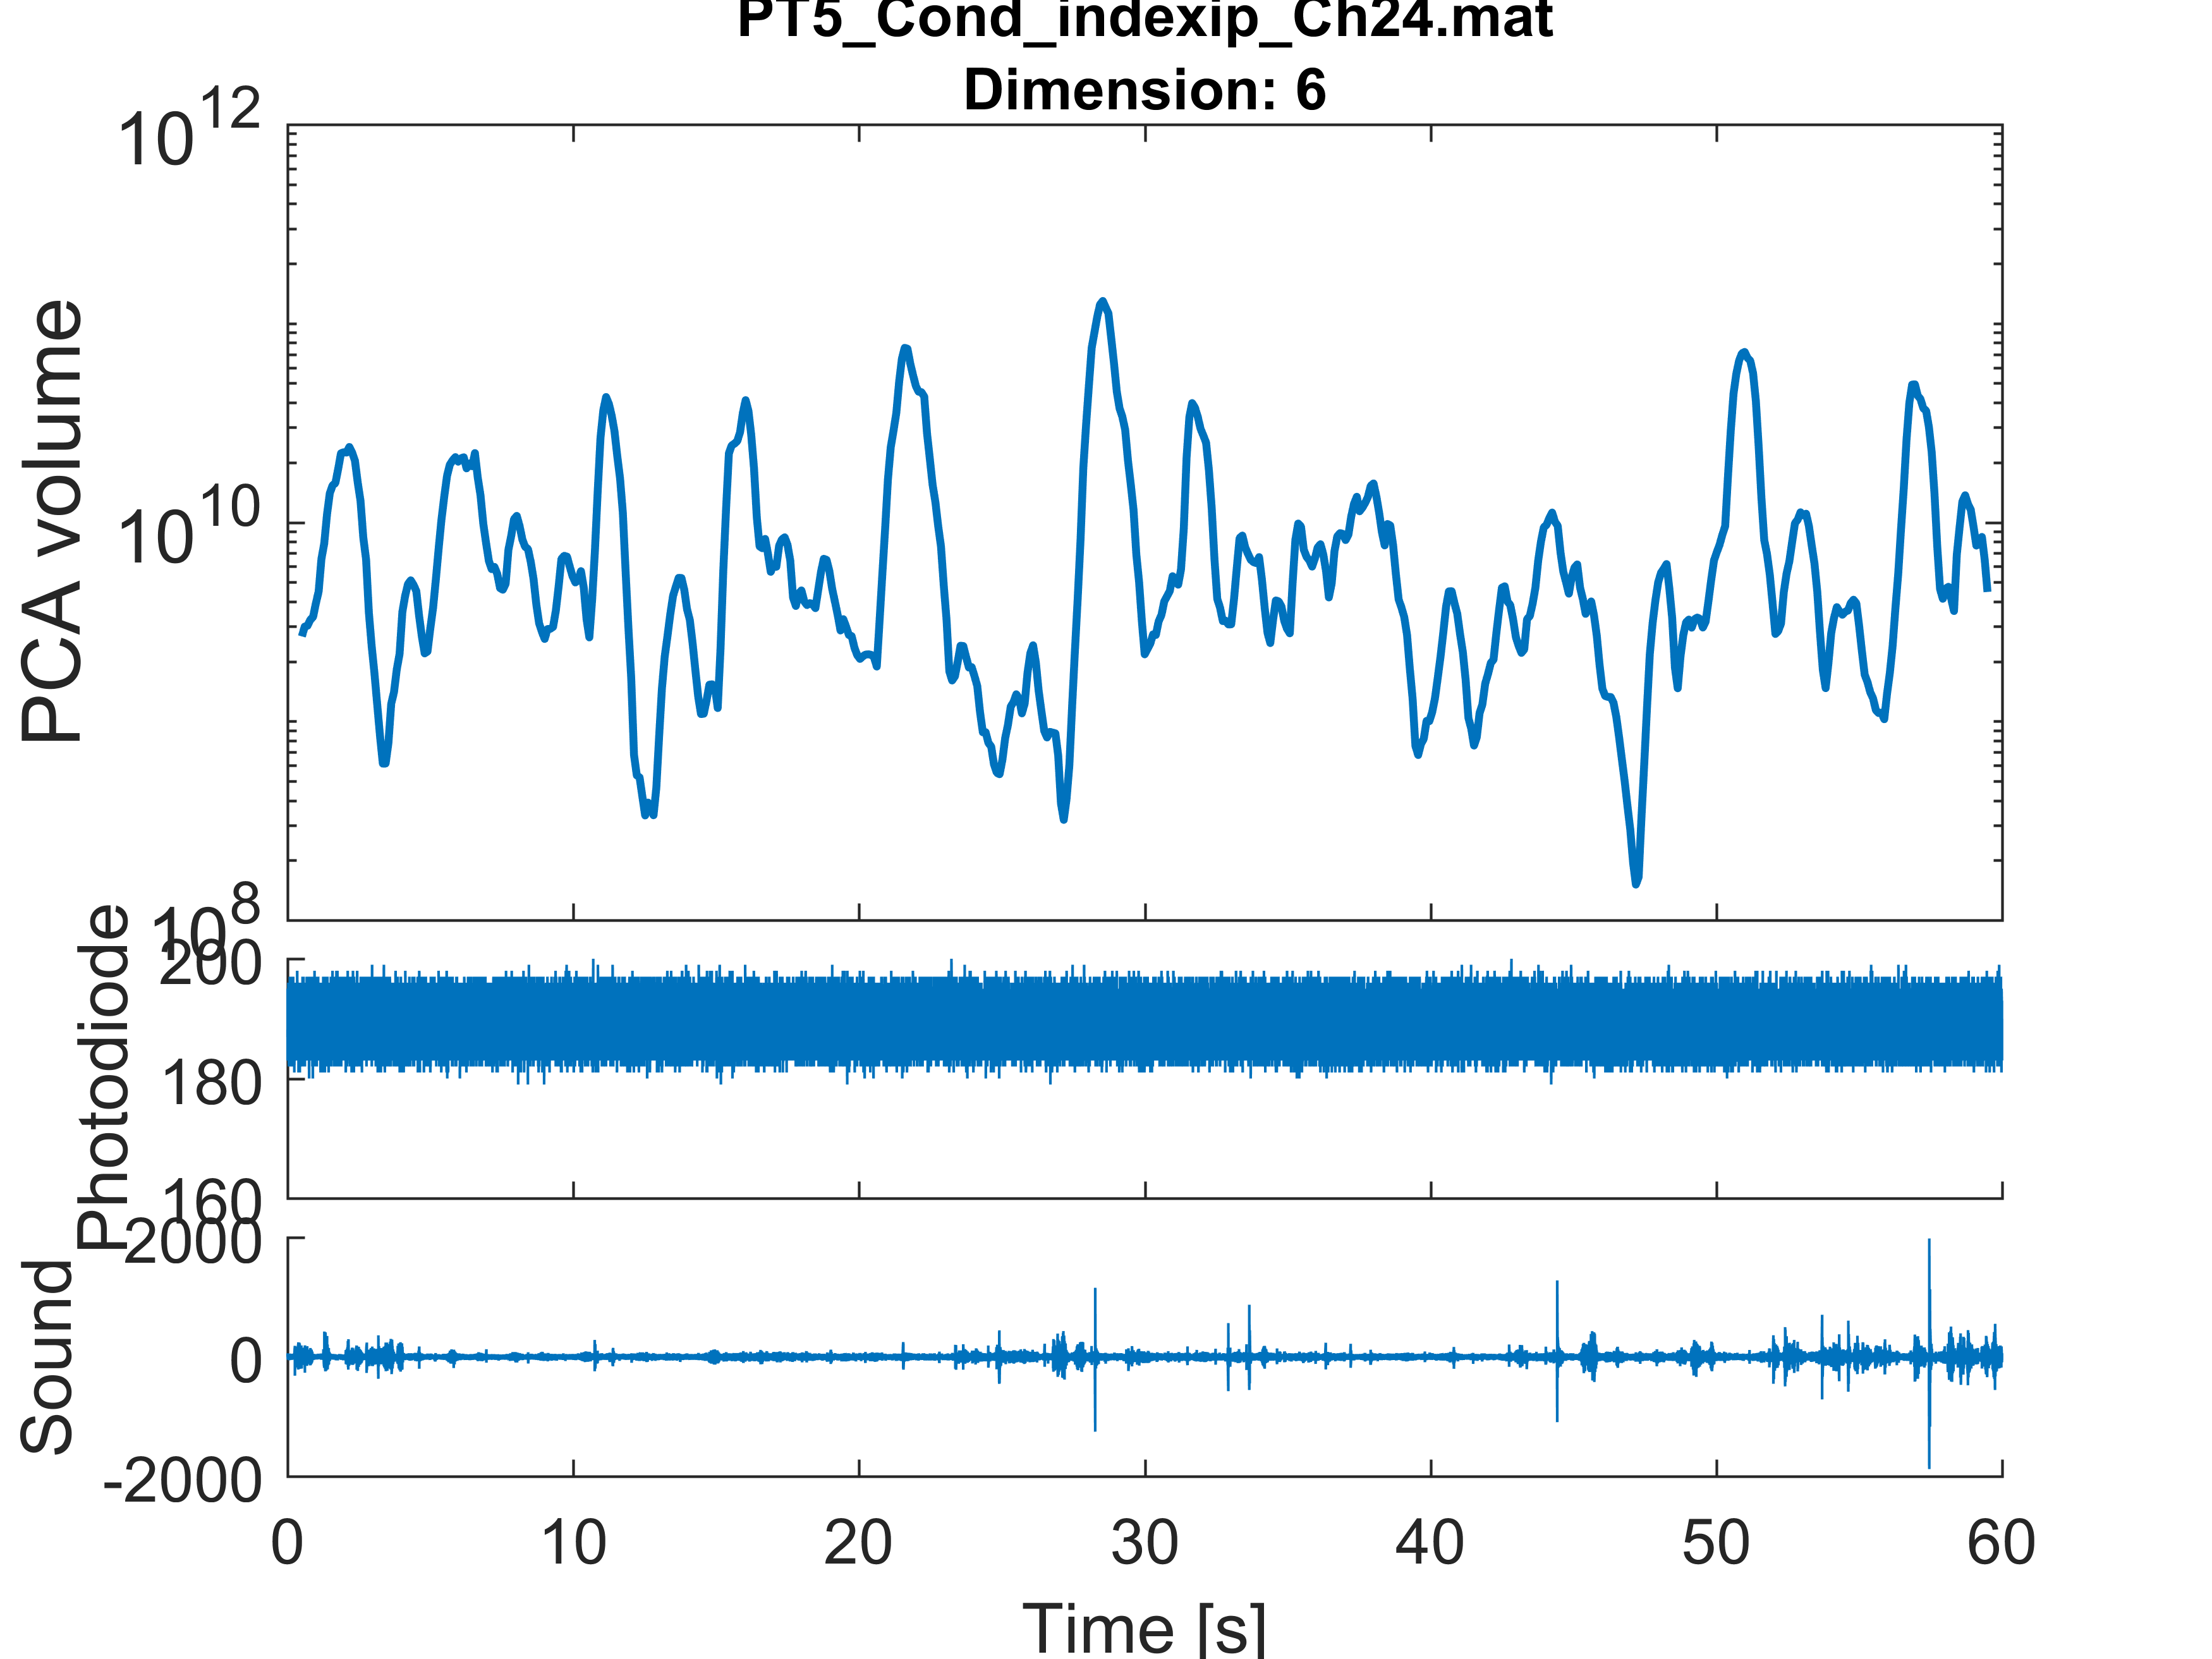 PT5_Cond_indexip_Ch24.mat
Dimension: 6
PCA volume
10^12
10^10
10^8
Photodiode
200
180
160
Sound
2000
0
-2000
0 10 20 30 40 50 60
Time [s]